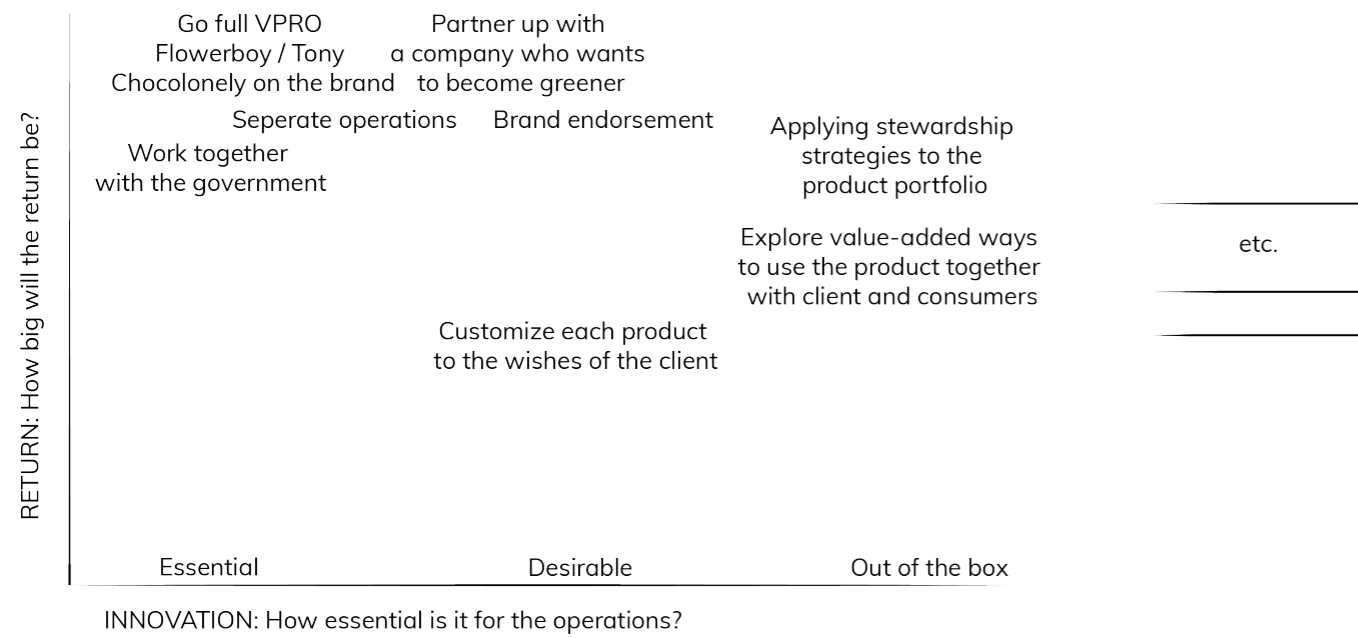 Go full VPRO
Flowerboy / Tony
Chocolonely on the brand
Partner up with
a company who wants
to become greener
Seperate operations
Brand endorsement
Work together
with the government
Applying stewardship
strategies to the
product portfolio
Explore value-added ways
to use the product together
with client and consumers
etc.
Customize each product
to the wishes of the client
RETURN: How big will the return be?
Essential
Desirable
Out of the box
INNOVATION: How essential is it for the operations?